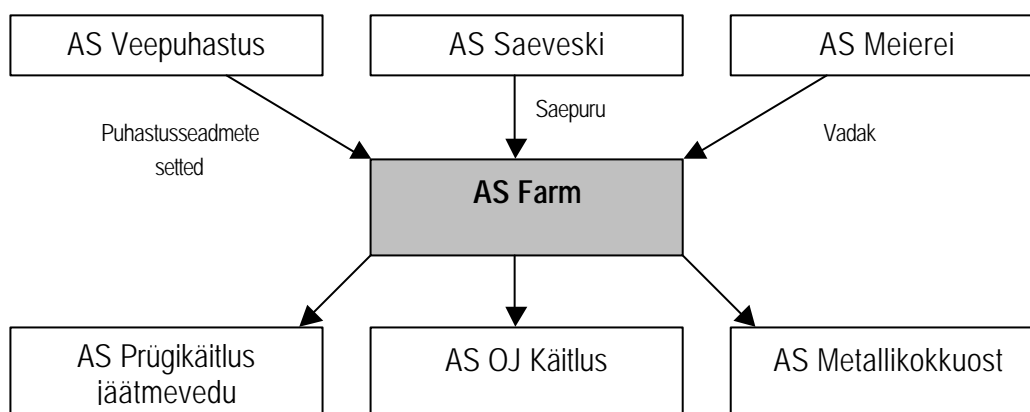 AS Veepuhastus
AS Saeveski
AS Meierei
Puhastusseadmete
setted
Saepuru
Vadak
AS Farm
AS Prügikäitlus
jäätmevedu
AS OJ Käitlus
AS Metallikokkuost